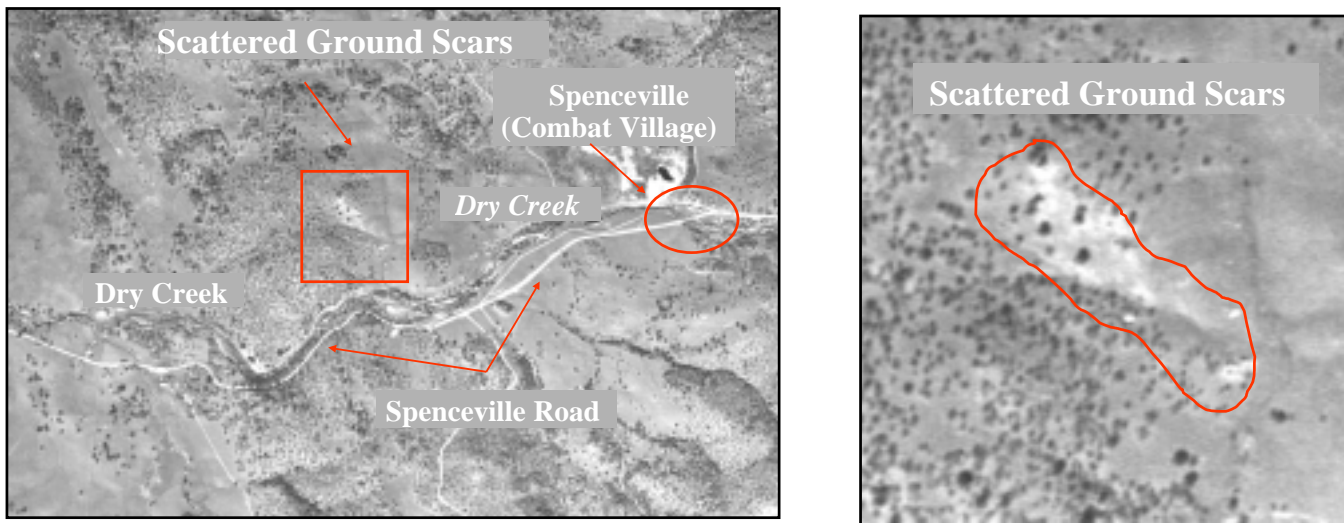 Scattered Ground Scars
Spenceville
(Combat Village)
Dry Creek
Dry Creek
Spenceville Road
Scattered Ground Scars